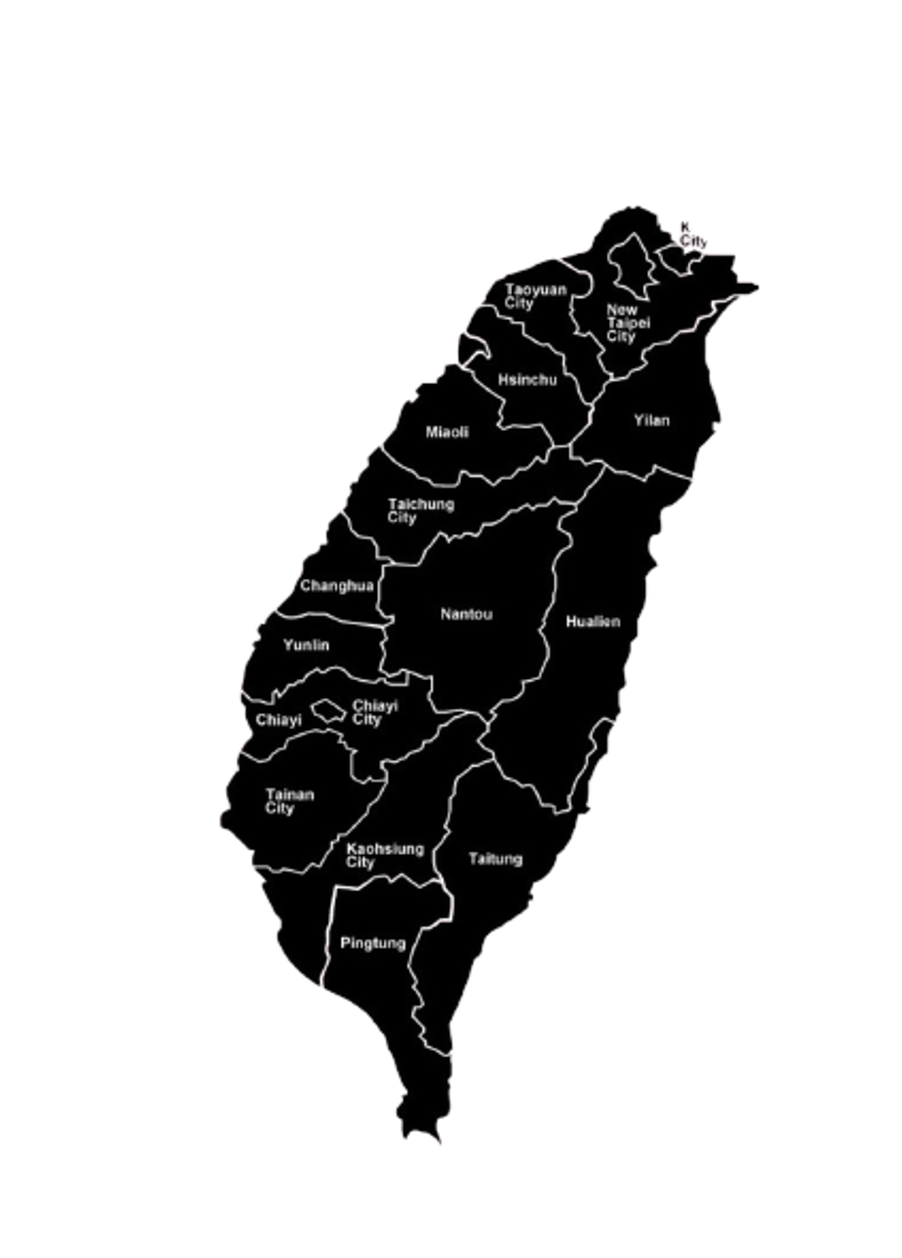 K
City
Taoyuan
City
New
Taipei
City
Hsinchu
Yilan
Miaoli
Taichung
City
Changhua
Nantou
Hualien
Yunlin
Chiayi
Chiayi
City
Tainan
City
Kaohsiung
City
Taitung
Pingtung